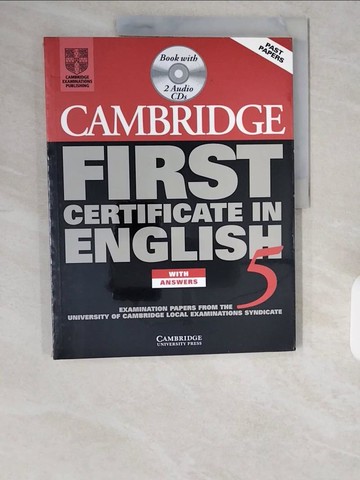 CAMBRIDGE
EXAMINATIONS
PUBLISHING
Book with
2 Audio
CDs
PAST
PAPERS
CAMBRIDGE
FIRST
CERTIFICATE IN
ENGLISH
5
WITH
ANSWERS
EXAMINATION PAPERS FROM THE
UNIVERSITY OF CAMBRIDGE LOCAL EXAMINATIONS SYNDICATE
CAMBRIDGE
UNIVERSITY PRESS